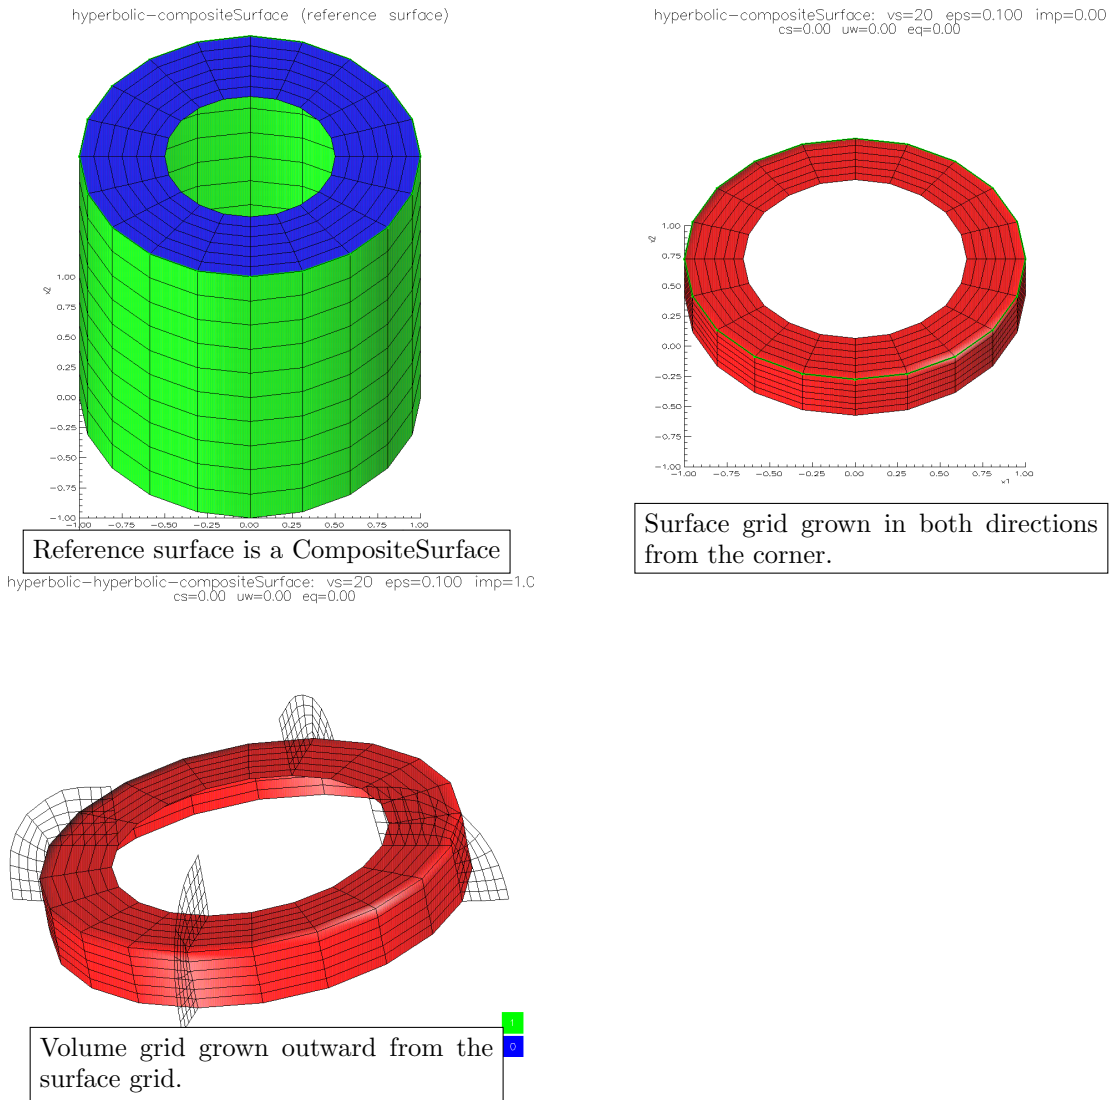 hyperbolic-compositeSurface (reference surface)
x2
1.00
0.75
0.50
0.25
0.00
-0.25
-0.50
-0.75
-1.00
-1.00 -0.75 -0.50 -0.25 0.00 0.25 0.50 0.75 1.00
Reference surface is a CompositeSurface
hyperbolic-compositeSurface: vs=20 eps=0.100 imp=0.00
cs=0.00 uw=0.00 eq=0.00
x2
1.00
0.75
0.50
0.25
0.00
-0.25
-0.50
-0.75
-1.00
-1.00 -0.75 -0.50 -0.25 0.00 0.25 0.50 0.75 1.00
x1
Surface grid grown in both directions
from the corner.
hyperbolic-hyperbolic-compositeSurface: vs=20 eps=0.100 imp=1.0
cs=0.00 uw=0.00 eq=0.00
1
0
Volume grid grown outward from the
surface grid.